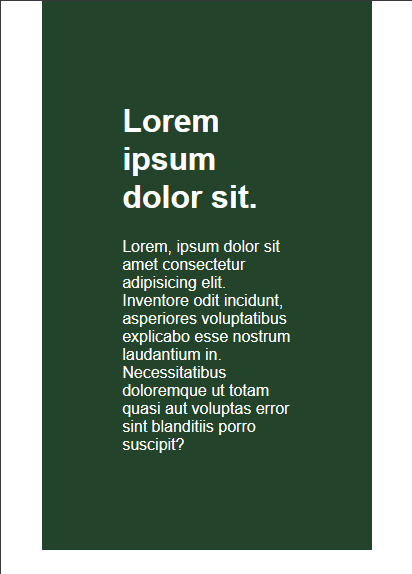 Lorem
ipsum
dolor sit.
Lorem, ipsum dolor sit
amet consectetur
adipisicing elit.
Inventore odit incidunt,
asperiores voluptatibus
explicabo esse nostrum
laudantium in.
Necessitatibus
doloremque ut totam
quasi aut voluptas error
sint blanditiis porro
suscipit?